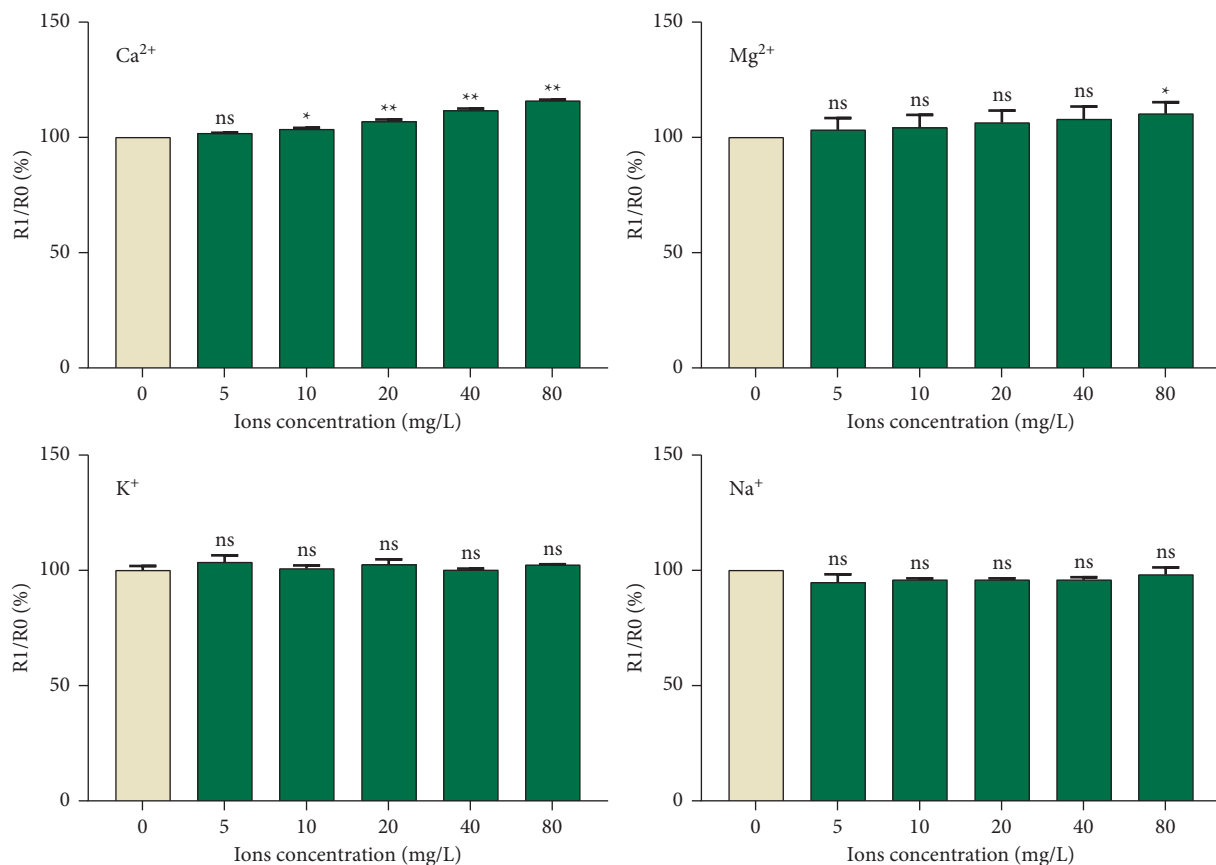 Ca²⁺
R1/R0 (%)
150
100
50
0
ns
*
**
**
**
0 5 10 20 40 80
Ions concentration (mg/L)
Mg²⁺
R1/R0 (%)
150
100
50
0
ns
ns
ns
ns
*
0 5 10 20 40 80
Ions concentration (mg/L)
K⁺
R1/R0 (%)
150
100
50
0
ns
ns
ns
ns
ns
0 5 10 20 40 80
Ions concentration (mg/L)
Na⁺
R1/R0 (%)
150
100
50
0
ns
ns
ns
ns
ns
0 5 10 20 40 80
Ions concentration (mg/L)